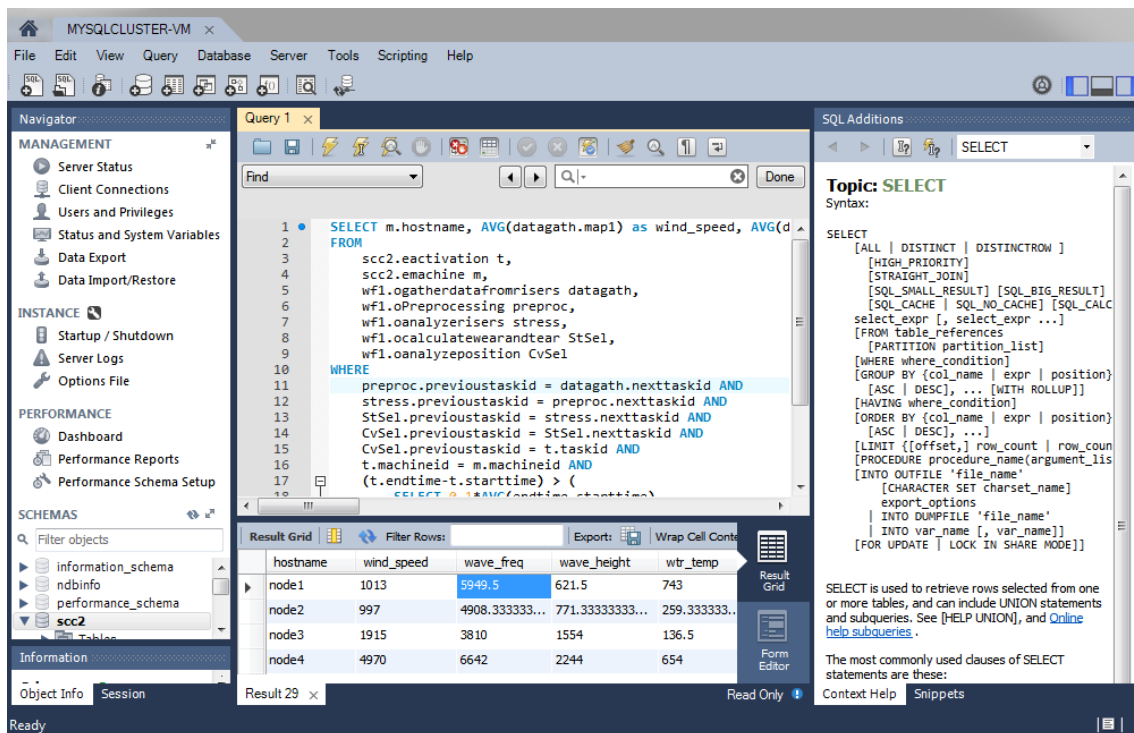 MYSQLCLUSTER-VM
File Edit View Query Database Server Tools Scripting Help
Navigator
MANAGEMENT
Server Status
Client Connections
Users and Privileges
Status and System Variables
Data Export
Data Import/Restore
INSTANCE
Startup / Shutdown
Server Logs
Options File
PERFORMANCE
Dashboard
Performance Reports
Performance Schema Setup
SCHEMAS
Filter objects
information_schema
ndbinfo
performance_schema
scc2
Tables
Information
Object Info Session
Query 1
Find Done
1 SELECT m.hostname, AVG(datagath.map1) as wind_speed, AVG(d
2 FROM
3 scc2.eactivation t,
4 scc2.emachine m,
5 wf1.ogatherdatafromrisers datagath,
6 wf1.oPreprocessing preproc,
7 wf1.oanalyzerisers stress,
8 wf1.ocalculatewearandtear StSel,
9 wf1.oanalyzeposition CvSel
10 WHERE
11 preproc.previoustaskid = datagath.nexttaskid AND
12 stress.previoustaskid = preproc.nexttaskid AND
13 StSel.previoustaskid = stress.nexttaskid AND
14 CvSel.previoustaskid = StSel.nexttaskid AND
15 CvSel.previoustaskid = t.taskid AND
16 t.machineid = m.machineid AND
17 (t.endtime-t.starttime) > (
18 SELECT 0.1*AVG(endtime-starttime)
Result Grid Filter Rows: Export: Wrap Cell Conte
hostname wind_speed wave_freq wave_height wtr_temp
node1 1013 5949.5 621.5 743
node2 997 4908.333333... 771.33333333... 259.333333..
node3 1915 3810 1554 136.5
node4 4970 6642 2244 654
Result
Grid
Form
Editor
Result 29 Read Only
SQL Additions
SELECT
Topic: SELECT
Syntax:
SELECT
[ALL | DISTINCT | DISTINCTROW ]
[HIGH_PRIORITY]
[STRAIGHT_JOIN]
[SQL_SMALL_RESULT] [SQL_BIG_RESULT]
[SQL_CACHE | SQL_NO_CACHE] [SQL_CALC
select_expr [, select_expr ...]
[FROM table_references
[PARTITION partition_list]
[WHERE where_condition]
[GROUP BY {col_name | expr | position}
[ASC | DESC], ... [WITH ROLLUP]]
[HAVING where_condition]
[ORDER BY {col_name | expr | position}
[ASC | DESC], ...]
[LIMIT {[offset,] row_count | row_coun
[PROCEDURE procedure_name(argument_lis
[INTO OUTFILE 'file_name'
[CHARACTER SET charset_name]
export_options
| INTO DUMPFILE 'file_name'
| INTO var_name [, var_name]]
[FOR UPDATE | LOCK IN SHARE MODE]]
SELECT is used to retrieve rows selected from one
or more tables, and can include UNION statements
and subqueries. See [HELP UNION], and Online
help subqueries .
The most commonly used clauses of SELECT
statements are these:
Context Help Snippets
Ready